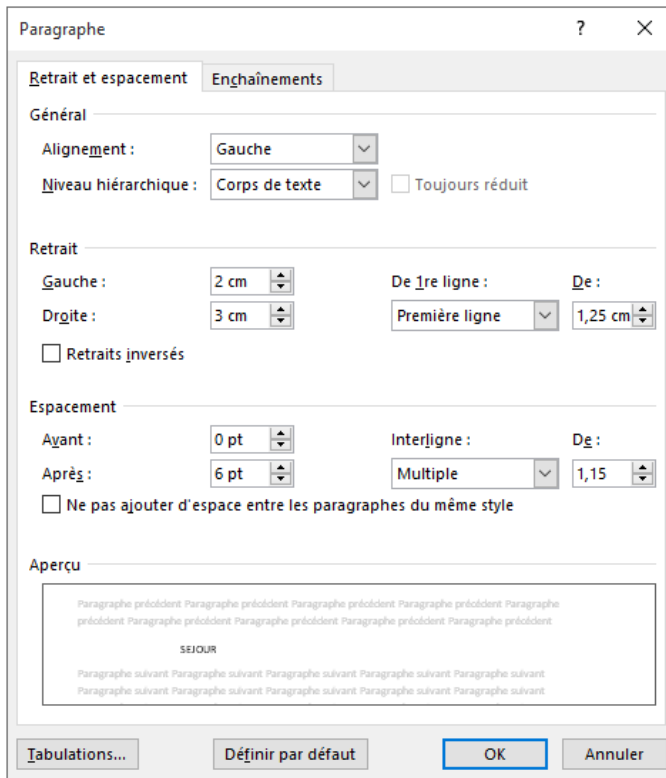 Paragraphe ?
Retrait et espacement Enchaînements
Général
Alignement : Gauche
Niveau hiérarchique : Corps de texte Toujours réduit
Retrait
Gauche : 2 cm De 1re ligne : De :
Droite : 3 cm Première ligne 1,25 cm
Retraits inversés
Espacement
Avant : 0 pt Interligne : De :
Après : 6 pt Multiple 1,15
Ne pas ajouter d'espace entre les paragraphes du même style
Aperçu
Paragraphe précédent Paragraphe précédent Paragraphe précédent Paragraphe précédent Paragraphe
précédent Paragraphe précédent Paragraphe précédent Paragraphe précédent Paragraphe précédent
SEJOUR
Paragraphe suivant Paragraphe suivant Paragraphe suivant Paragraphe suivant Paragraphe suivant
Paragraphe suivant Paragraphe suivant Paragraphe suivant Paragraphe suivant Paragraphe suivant
Tabulations... Définir par défaut OK Annuler